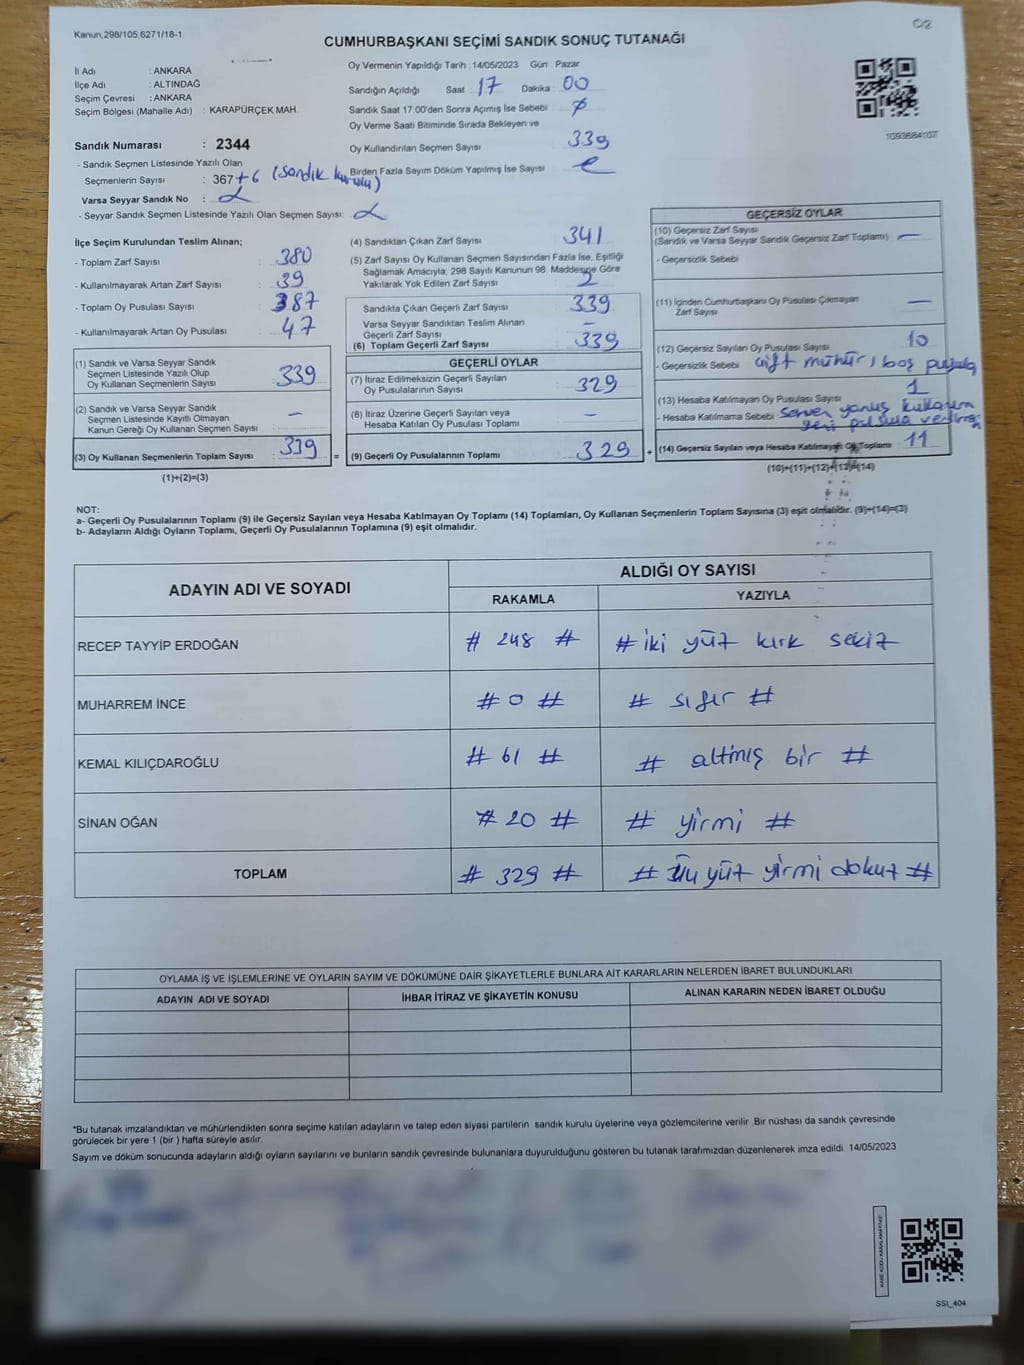 Kanun,298/105,6271/18-1
C/2
CUMHURBAŞKANI SEÇİMİ SANDIK SONUÇ TUTANAĞI
İl Adı : ANKARA
İlçe Adı : ALTINDAĞ
Seçim Çevresi : ANKARA
Seçim Bölgesi (Mahalle Adı) : KARAPÜRÇEK MAH.
Sandık Numarası : 2344
- Sandık Seçmen Listesinde Yazılı Olan
Seçmenlerin Sayısı : 367 +6 (sandık kurulu)
Varsa Seyyar Sandık No :
- Seyyar Sandık Seçmen Listesinde Yazılı Olan Seçmen Sayısı:
Oy Vermenin Yapıldığı Tarih : 14/05/2023 Gün : Pazar
Sandığın Açıldığı Saat : 17 Dakika : 00
Sandık Saat 17.00'den Sonra Açılmış İse Sebebi :
Oy Verme Saati Bitiminde Sırada Bekleyen ve
Oy Kullandırılan Seçmen Sayısı : 339
Birden Fazla Sayım Döküm Yapılmış İse Sayısı :
1093684107
İlçe Seçim Kurulundan Teslim Alınan;
- Toplam Zarf Sayısı : 380
- Kullanılmayarak Artan Zarf Sayısı : 39
- Toplam Oy Pusulası Sayısı : 387
- Kullanılmayarak Artan Oy Pusulası : 47
(1) Sandık ve Varsa Seyyar Sandık
Seçmen Listesinde Yazılı Olup
Oy Kullanan Seçmenlerin Sayısı : 339
(2) Sandık ve Varsa Seyyar Sandık
Seçmen Listesinde Kayıtlı Olmayan
Kanun Gereği Oy Kullanan Seçmen Sayısı : –
(3) Oy Kullanan Seçmenlerin Toplam Sayısı : 339 =
(1)+(2)=(3)
(4) Sandıktan Çıkan Zarf Sayısı : 341
(5) Zarf Sayısı Oy Kullanan Seçmen Sayısından Fazla İse, Eşitliği
Sağlamak Amacıyla; 298 Sayılı Kanunun 98. Maddesine Göre
Yakılarak Yok Edilen Zarf Sayısı : 2
Sandıkta Çıkan Geçerli Zarf Sayısı : 339
Varsa Seyyar Sandıktan Teslim Alınan
Geçerli Zarf Sayısı : –
(6) Toplam Geçerli Zarf Sayısı : 339
GEÇERLİ OYLAR
(7) İtiraz Edilmeksizin Geçerli Sayılan
Oy Pusulalarının Sayısı : 329
(8) İtiraz Üzerine Geçerli Sayılan veya
Hesaba Katılan Oy Pusulası Toplamı : –
(9) Geçerli Oy Pusulalarının Toplamı : 329 +
GEÇERSİZ OYLAR
(10) Geçersiz Zarf Sayısı
(Sandık ve Varsa Seyyar Sandık Geçersiz Zarf Toplamı) : –
- Geçersizlik Sebebi
(11) İçinden Cumhurbaşkanı Oy Pusulası Çıkmayan
Zarf Sayısı : –
(12) Geçersiz Sayılan Oy Pusulası Sayısı : 10
- Geçersizlik Sebebi çift mühür, boş pusula
(13) Hesaba Katılmayan Oy Sayısı : 1
- Hesaba Katılmama Sebebi yanlış kullanım
(14) Geçersiz Sayılan veya Hesaba Katılmayan Oy Toplamı : 11
(10)+(11)+(12)+(13)=(14)
NOT:
a- Geçerli Oy Pusulalarının Toplamı (9) ile Geçersiz Sayılan veya Hesaba Katılmayan Oy Toplamı (14) Toplamları, Oy Kullanan Seçmenlerin Toplam Sayısına (3) eşit olmalıdır. (9)+(14)=(3)
b- Adayların Aldığı Oyların Toplamı, Geçerli Oy Pusulalarının Toplamına (9) eşit olmalıdır.
ADAYIN ADI VE SOYADI
ALDIĞI OY SAYISI
RAKAMLA YAZIYLA
RECEP TAYYİP ERDOĞAN # 248 # # iki yüz kırk sekiz
MUHARREM İNCE # 0 # # sıfır #
KEMAL KILIÇDAROĞLU # 61 # # altmış bir #
SİNAN OĞAN # 20 # # yirmi #
TOPLAM # 329 # # Üç yüz yirmi dokuz #
OYLAMA İŞ VE İŞLEMLERİNE VE OYLARIN SAYIM VE DÖKÜMÜNE DAİR ŞİKAYETLERLE BUNLARA AİT KARARLARIN NELERDEN İBARET BULUNDUKLARI
ADAYIN ADI VE SOYADI İHBAR İTİRAZ VE ŞİKAYETİN KONUSU ALINAN KARARIN NEDEN İBARET OLDUĞU
*Bu tutanak imzalandıktan ve mühürlendikten sonra seçime katılan adayların ve talep eden siyasi partilerin sandık kurulu üyelerine veya gözlemcilerine verilir. Bir nüshası da sandık çevresinde
görülecek bir yere 1 (bir ) hafta süreyle asılır.
Sayım ve döküm sonucunda adayların aldığı oyların sayılarını ve bunların sandık çevresinde bulunanlara duyurulduğunu gösteren bu tutanak tarafımızdan düzenlenerek imza edildi. 14/05/2023
SSI_404